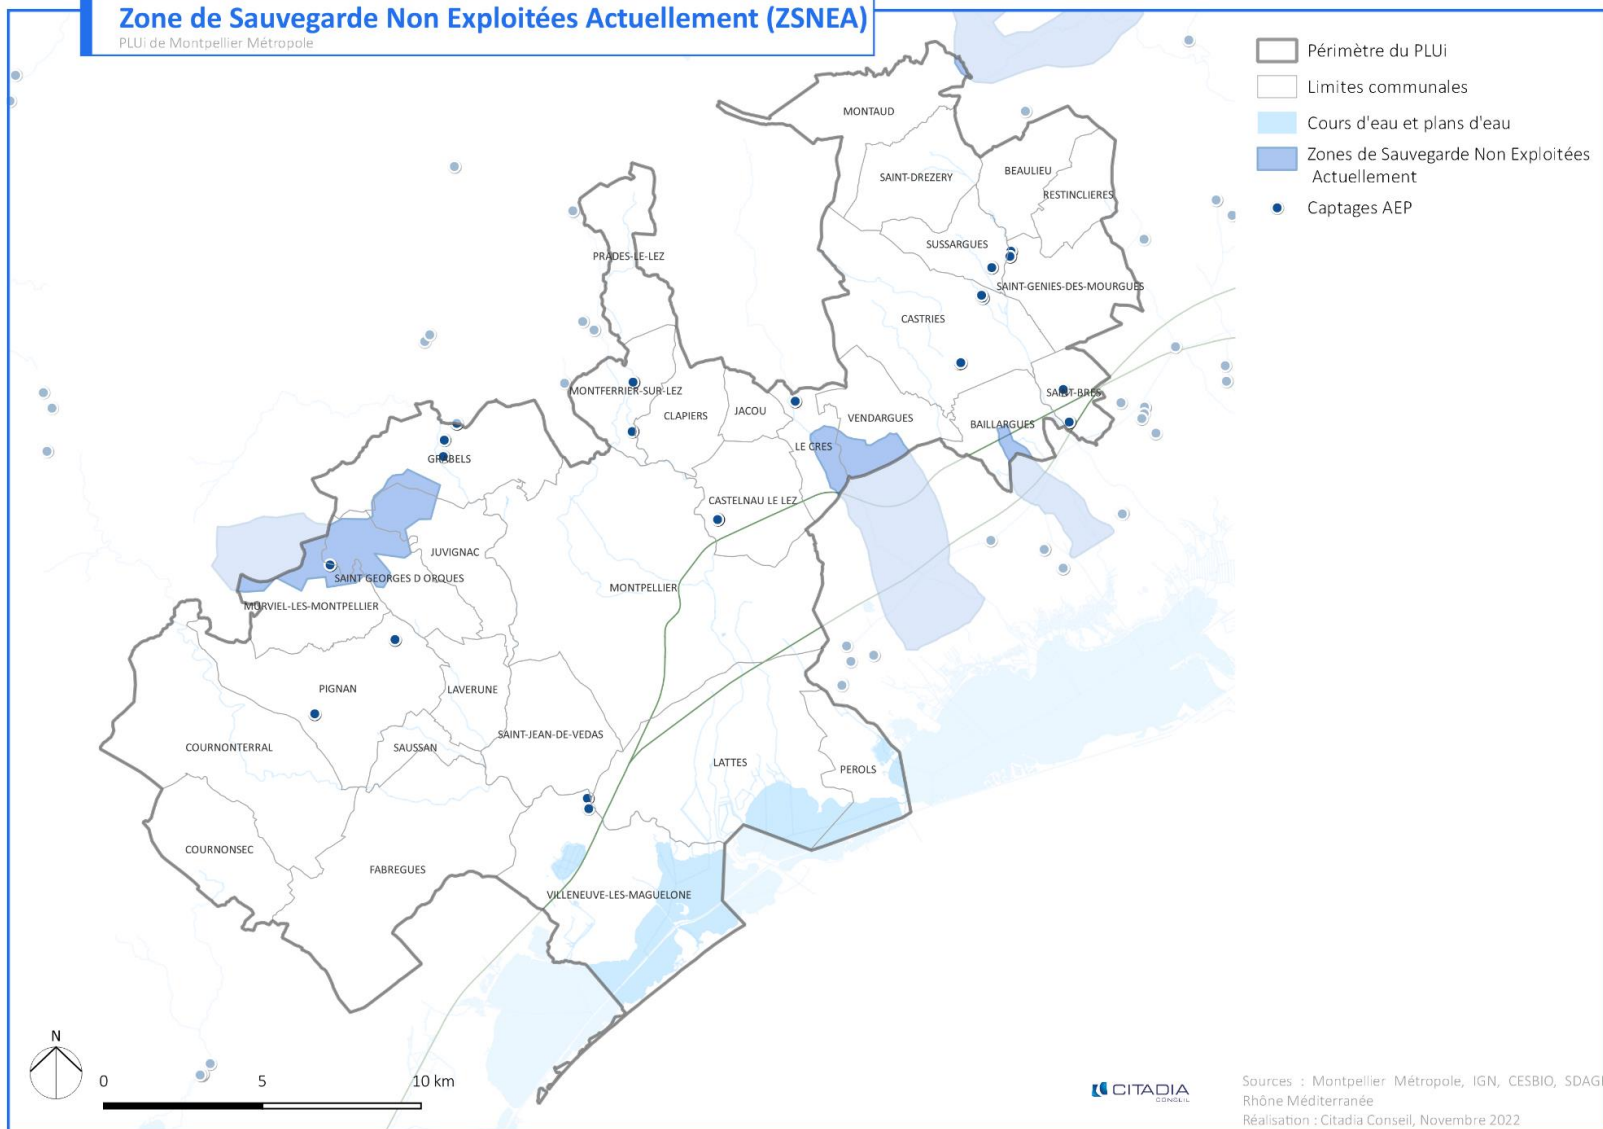 Zone de Sauvegarde Non Exploitées Actuellement (ZSNEA)
PLUi de Montpellier Métropole
Périmètre du PLUi
Limites communales
Cours d'eau et plans d'eau
Zones de Sauvegarde Non Exploitées
Actuellement
Captages AEP
MONTAUD
SAINT-DREZERY
BEAULIEU
RESTINCLIERES
SUSSARGUES
PRADES-LE-LEZ
SAINT-GENIES-DES-MOURGUES
CASTRIES
MONTFERRIER-SUR-LEZ
SAINT-BRES
CLAPIERS
JACOU
VENDARGUES
BAILLARGUES
LE CRES
GRABELS
CASTELNAU LE LEZ
JUVIGNAC
SAINT GEORGES D ORQUES
MONTPELLIER
MURVIEL-LES-MONTPELLIER
PIGNAN
LAVERUNE
SAINT-JEAN-DE-VEDAS
COURNONTERRAL
SAUSSAN
LATTES
PEROLS
COURNONSEC
FABREGUES
VILLENEUVE-LES-MAGUELONE
N
0 5 10 km
CITADIA
CONSEIL
Sources : Montpellier Métropole, IGN, CESBIO, SDAGE
Rhône Méditerranée
Réalisation : Citadia Conseil, Novembre 2022